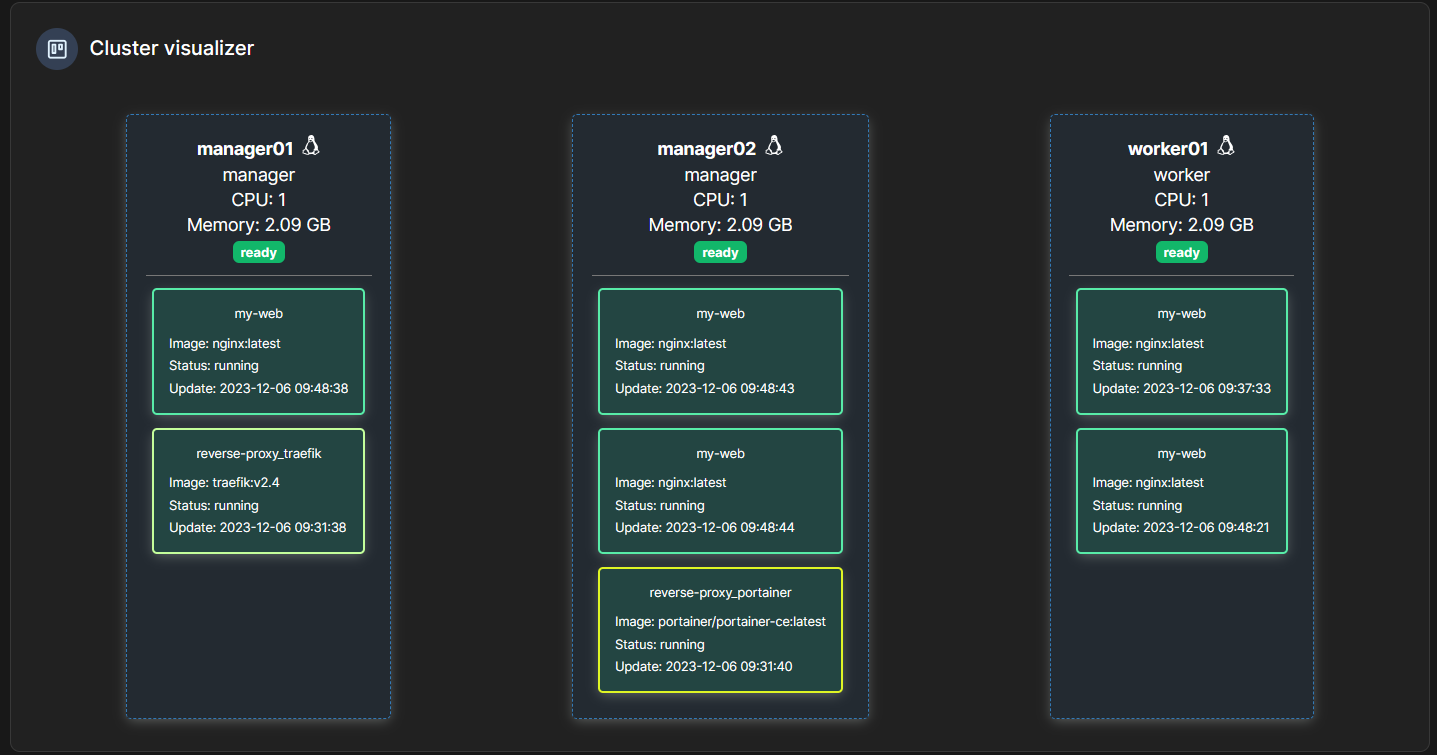 Cluster visualizer
manager01
manager
CPU: 1
Memory: 2.09 GB
ready
my-web
Image: nginx:latest
Status: running
Update: 2023-12-06 09:48:38
reverse-proxy_traefik
Image: traefik:v2.4
Status: running
Update: 2023-12-06 09:31:38
manager02
manager
CPU: 1
Memory: 2.09 GB
ready
my-web
Image: nginx:latest
Status: running
Update: 2023-12-06 09:48:43
my-web
Image: nginx:latest
Status: running
Update: 2023-12-06 09:48:44
reverse-proxy_portainer
Image: portainer/portainer-ce:latest
Status: running
Update: 2023-12-06 09:31:40
worker01
worker
CPU: 1
Memory: 2.09 GB
ready
my-web
Image: nginx:latest
Status: running
Update: 2023-12-06 09:37:33
my-web
Image: nginx:latest
Status: running
Update: 2023-12-06 09:48:21